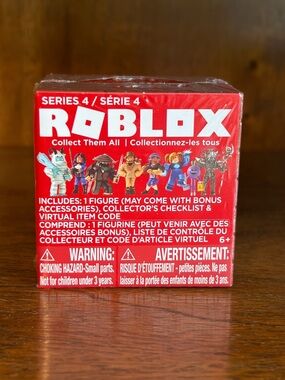 SERIES 4 / SÉRIE 4
ROBLOX
Collect Them All | Collectionnez-les tous
INCLUDES: 1 FIGURE (MAY COME WITH BONUS
ACCESSORIES), COLLECTOR'S CHECKLIST &
VIRTUAL ITEM CODE
COMPREND : 1 FIGURINE (PEUT VENIR AVEC DES
ACCESSOIRES BONUS), LISTE DE CONTRÔLE DU
COLLECTEUR ET CODE D'ARTICLE VIRTUEL 6+
WARNING:
CHOKING HAZARD-Small parts.
Not for children under 3 years.
AVERTISSEMENT:
RISQUE D'ÉTOUFFEMENT - petites pièces. Ne pas
laisser à la portée des enfants de moins de 3 ans.